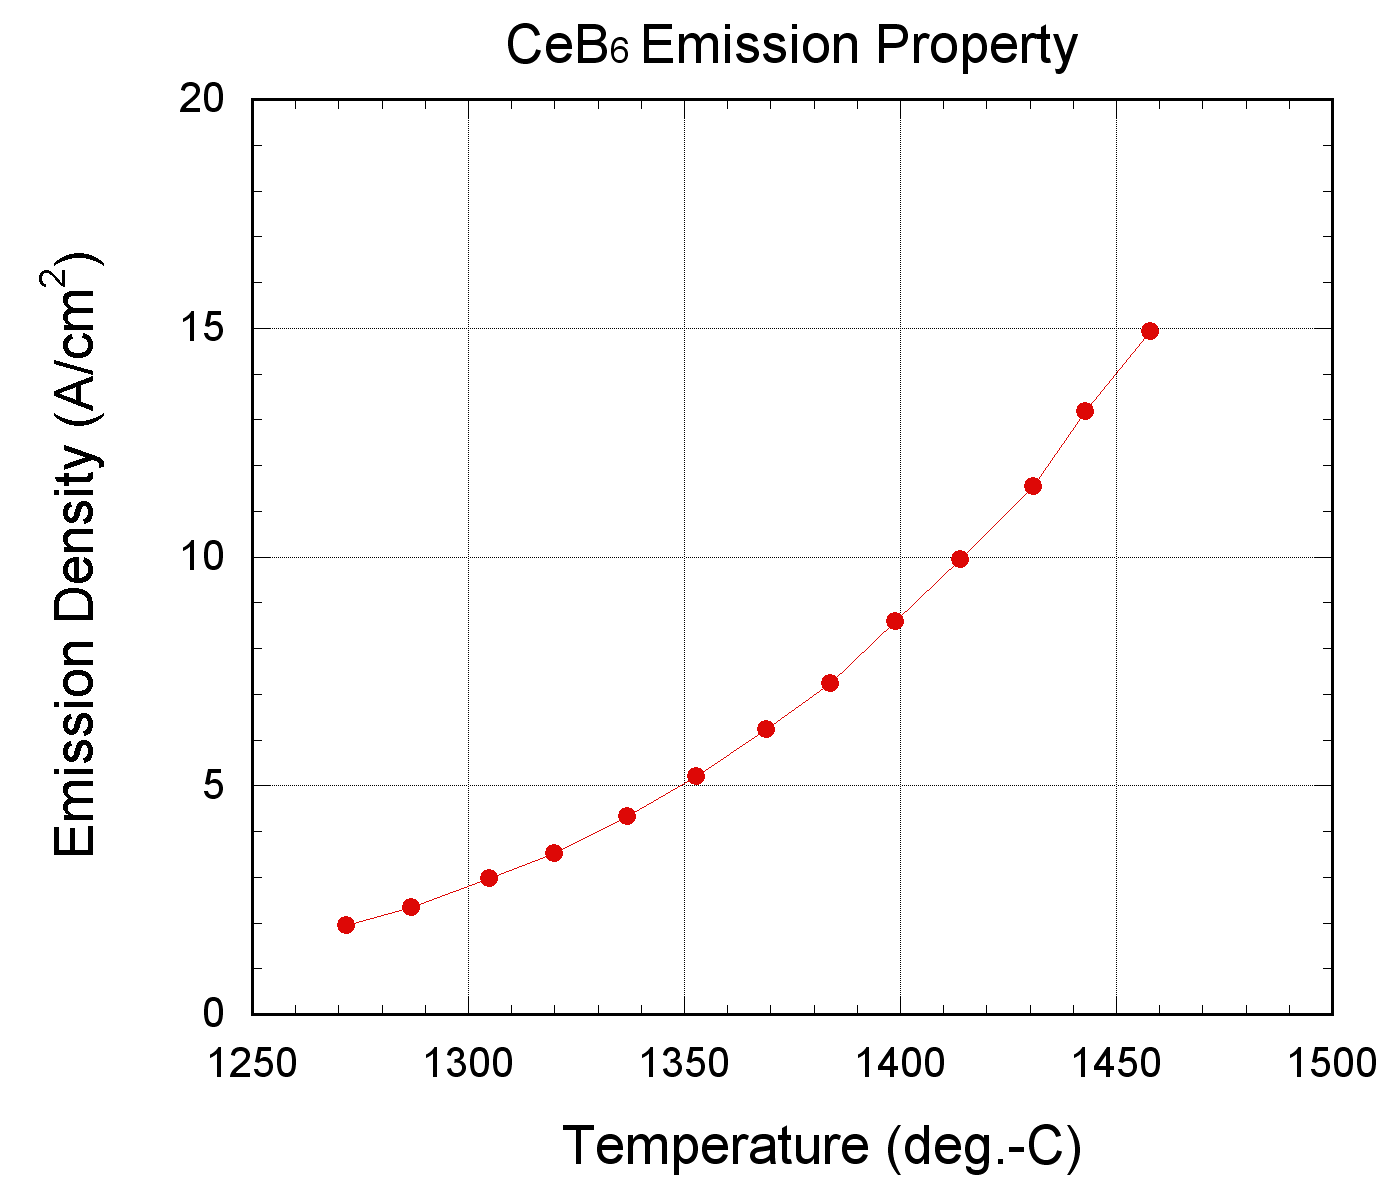 CeB₆ Emission Property
20
15
10
5
0
1250 1300 1350 1400 1450 1500
Emission Density (A/cm²)
Temperature (deg.-C)